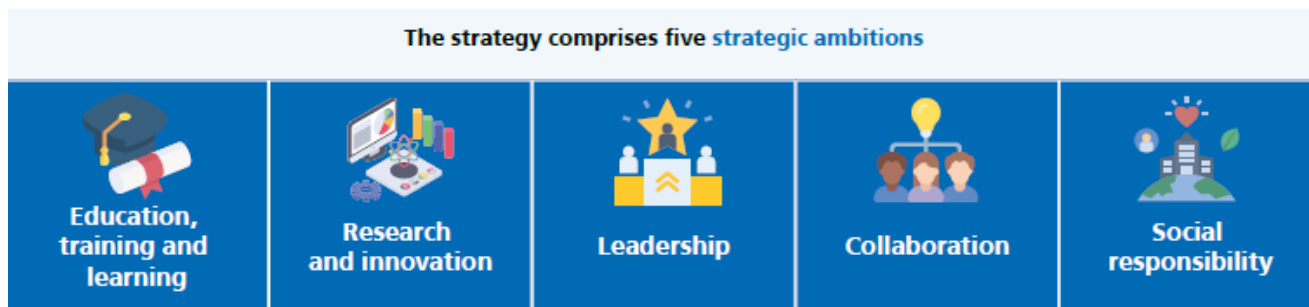 The strategy comprises five strategic ambitions
Education,
training and
learning
Research
and innovation
Leadership
Collaboration
Social
responsibility